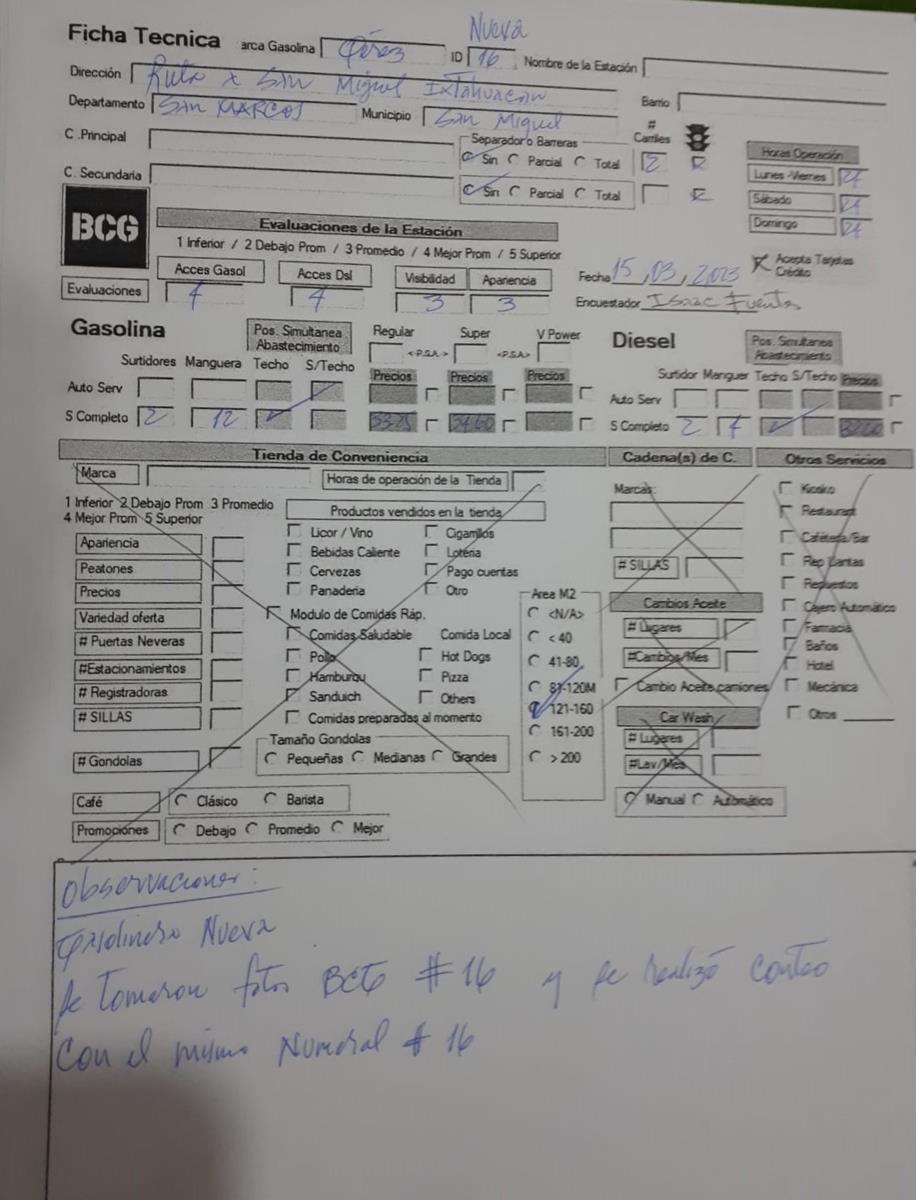 Nueva
Ficha Tecnica arca Gasolina Pérez ID 16 Nombre de la Estación
Dirección Ruta x San Miguel Ixtahuacan
Departamento San MARCOS Municipio San Miguel Barrio
C .Principal Separador o Barreras # Carriles
Sin Parcial Total 2 Horas Operación
C. Secundaria Sin Parcial Total Lunes -Viernes 24
Sábado 24
Domingo 24
BCG
Evaluaciones de la Estación
1 Inferior / 2 Debajo Prom / 3 Promedio / 4 Mejor Prom / 5 Superior
Acces Gasol Acces Dsl Visibilidad Apariencia Fecha 15, 03, 2,023 Acepta Tarjetas Crédito
Evaluaciones 4 4 3 3 Encuestador Isaac Fuentes
Gasolina Pos. Simultanea Abastecimiento Regular Super V Power Diesel Pos. Simultanea Abastecimiento
<P.S.A.> <P.S.A.>
Surtidores Manguera Techo S/Techo Precios Precios Precios Surtidor Manguer Techo S/Techo Precios
Auto Serv Auto Serv
S Completo 2 12 S Completo 2 4
Tienda de Conveniencia Cadena(s) de C. Otros Servicios
Marca Horas de operación de la Tienda Marcas: Kiosko
1 Inferior 2 Debajo Prom 3 Promedio Productos vendidos en la tienda Restaurant
4 Mejor Prom 5 Superior
Apariencia Licor / Vino Cigarrillos Cafeteria/Bar
Peatones Bebidas Caliente Loteria # SILLAS Rep Llantas
Precios Cervezas Pago cuentas Repuestos
Panaderia Otro Area M2 Cambios Aceite Cajero Automático
Variedad oferta Modulo de Comidas Ráp. <N/A> # Lugares Farmacia
# Puertas Neveras Comidas Saludable Comida Local < 40 Baños
#Estacionamientos Pollo Hot Dogs 41-80 #Cambios/Mes Hotel
# Registradoras Hamburqu Pizza 81-120M Cambio Aceite camiones Mecánica
# SILLAS Sanduich Others 121-160 Car Wash Otros
Comidas preparadas al momento 161-200 # Lugares
Tamaño Gondolas
# Gondolas Pequeñas Medianas Grandes > 200 #Lav/Mes
Café Clásico Barista Manual Automático
Promociones Debajo Promedio Mejor
Observaciones:
Gasolinera Nueva
Se tomaron fotos BCG # 16 y se realizó conteo
Con el mismo Numeral # 16